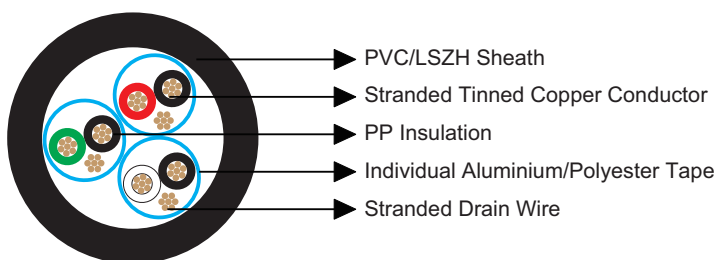 PVC/LSZH Sheath
Stranded Tinned Copper Conductor
PP Insulation
Individual Aluminium/Polyester Tape
Stranded Drain Wire